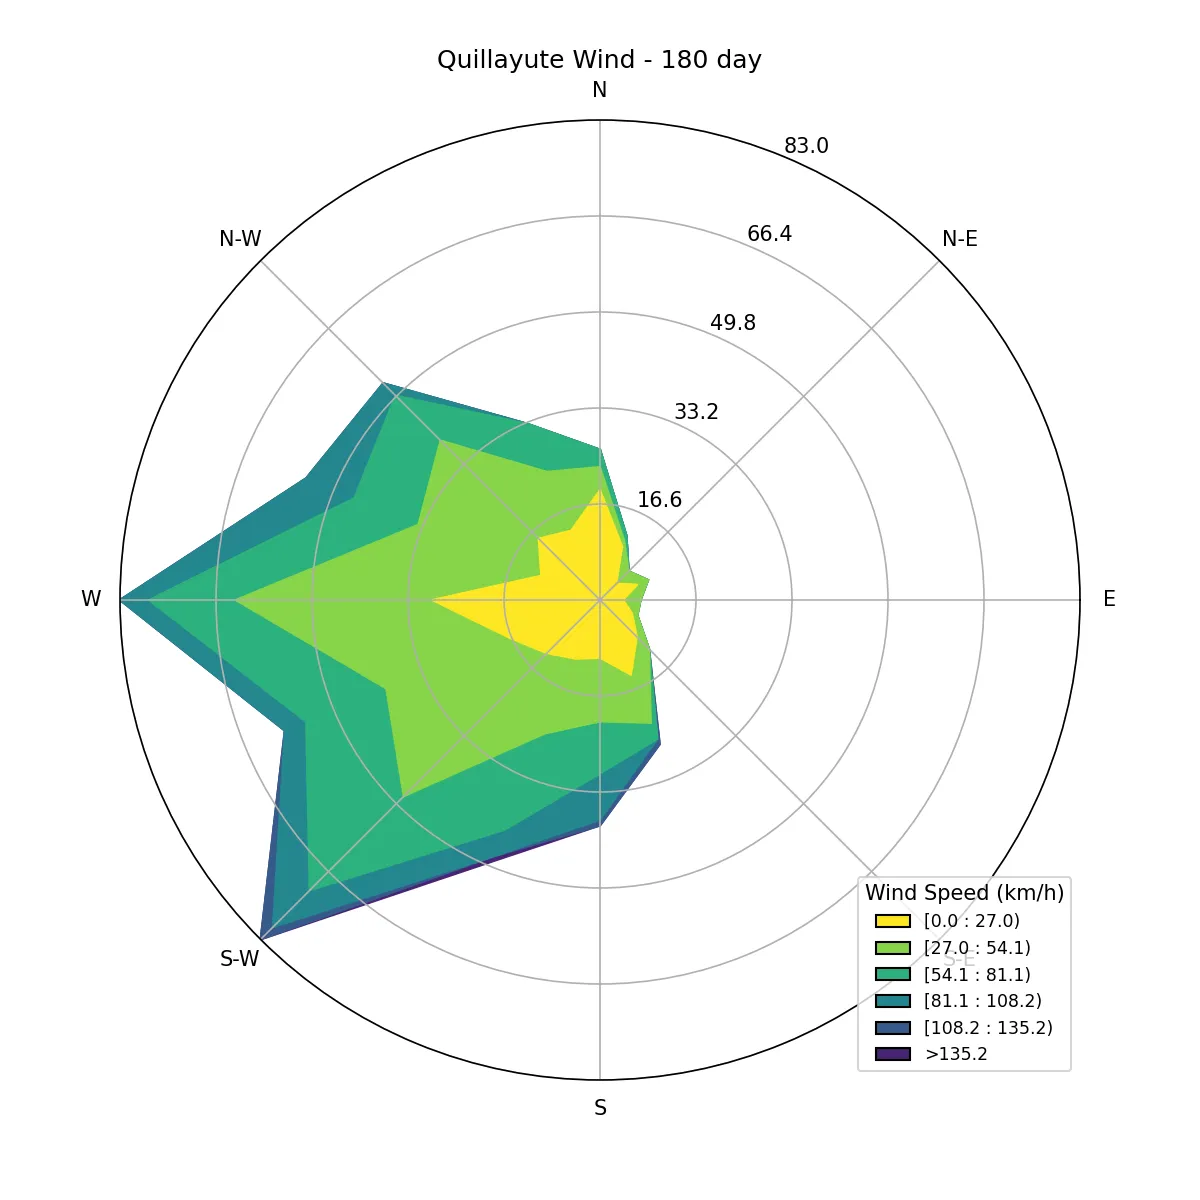 Quillayute Wind - 180 day
N
83.0
66.4
N-W
N-E
49.8
33.2
16.6
W
E
Wind Speed (km/h)
[0.0 : 27.0)
[27.0 : 54.1)
S-W
S-E
[54.1 : 81.1)
[81.1 : 108.2)
[108.2 : 135.2)
>135.2
S